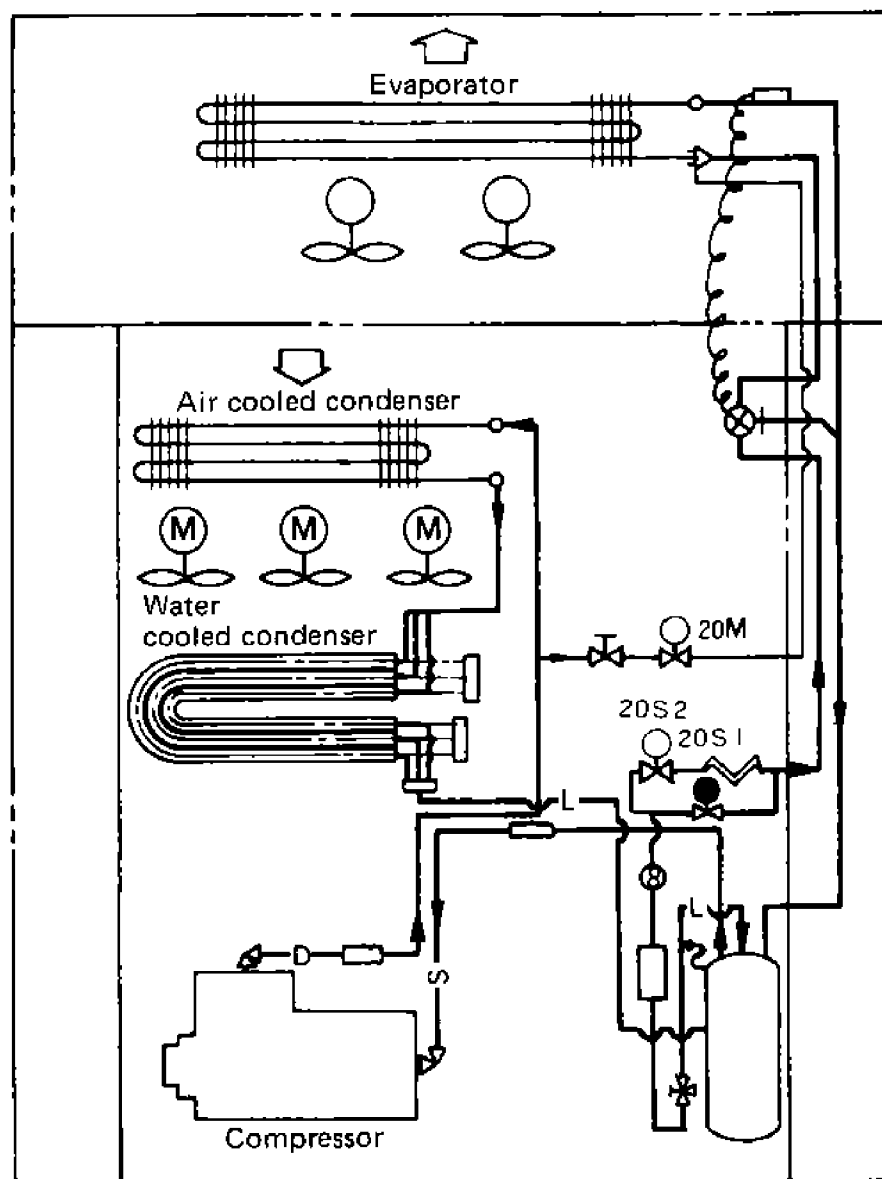 Evaporator
Air cooled condenser
M M M
Water
cooled condenser
20M
20S2
20S1
L
L
D
S
Compressor